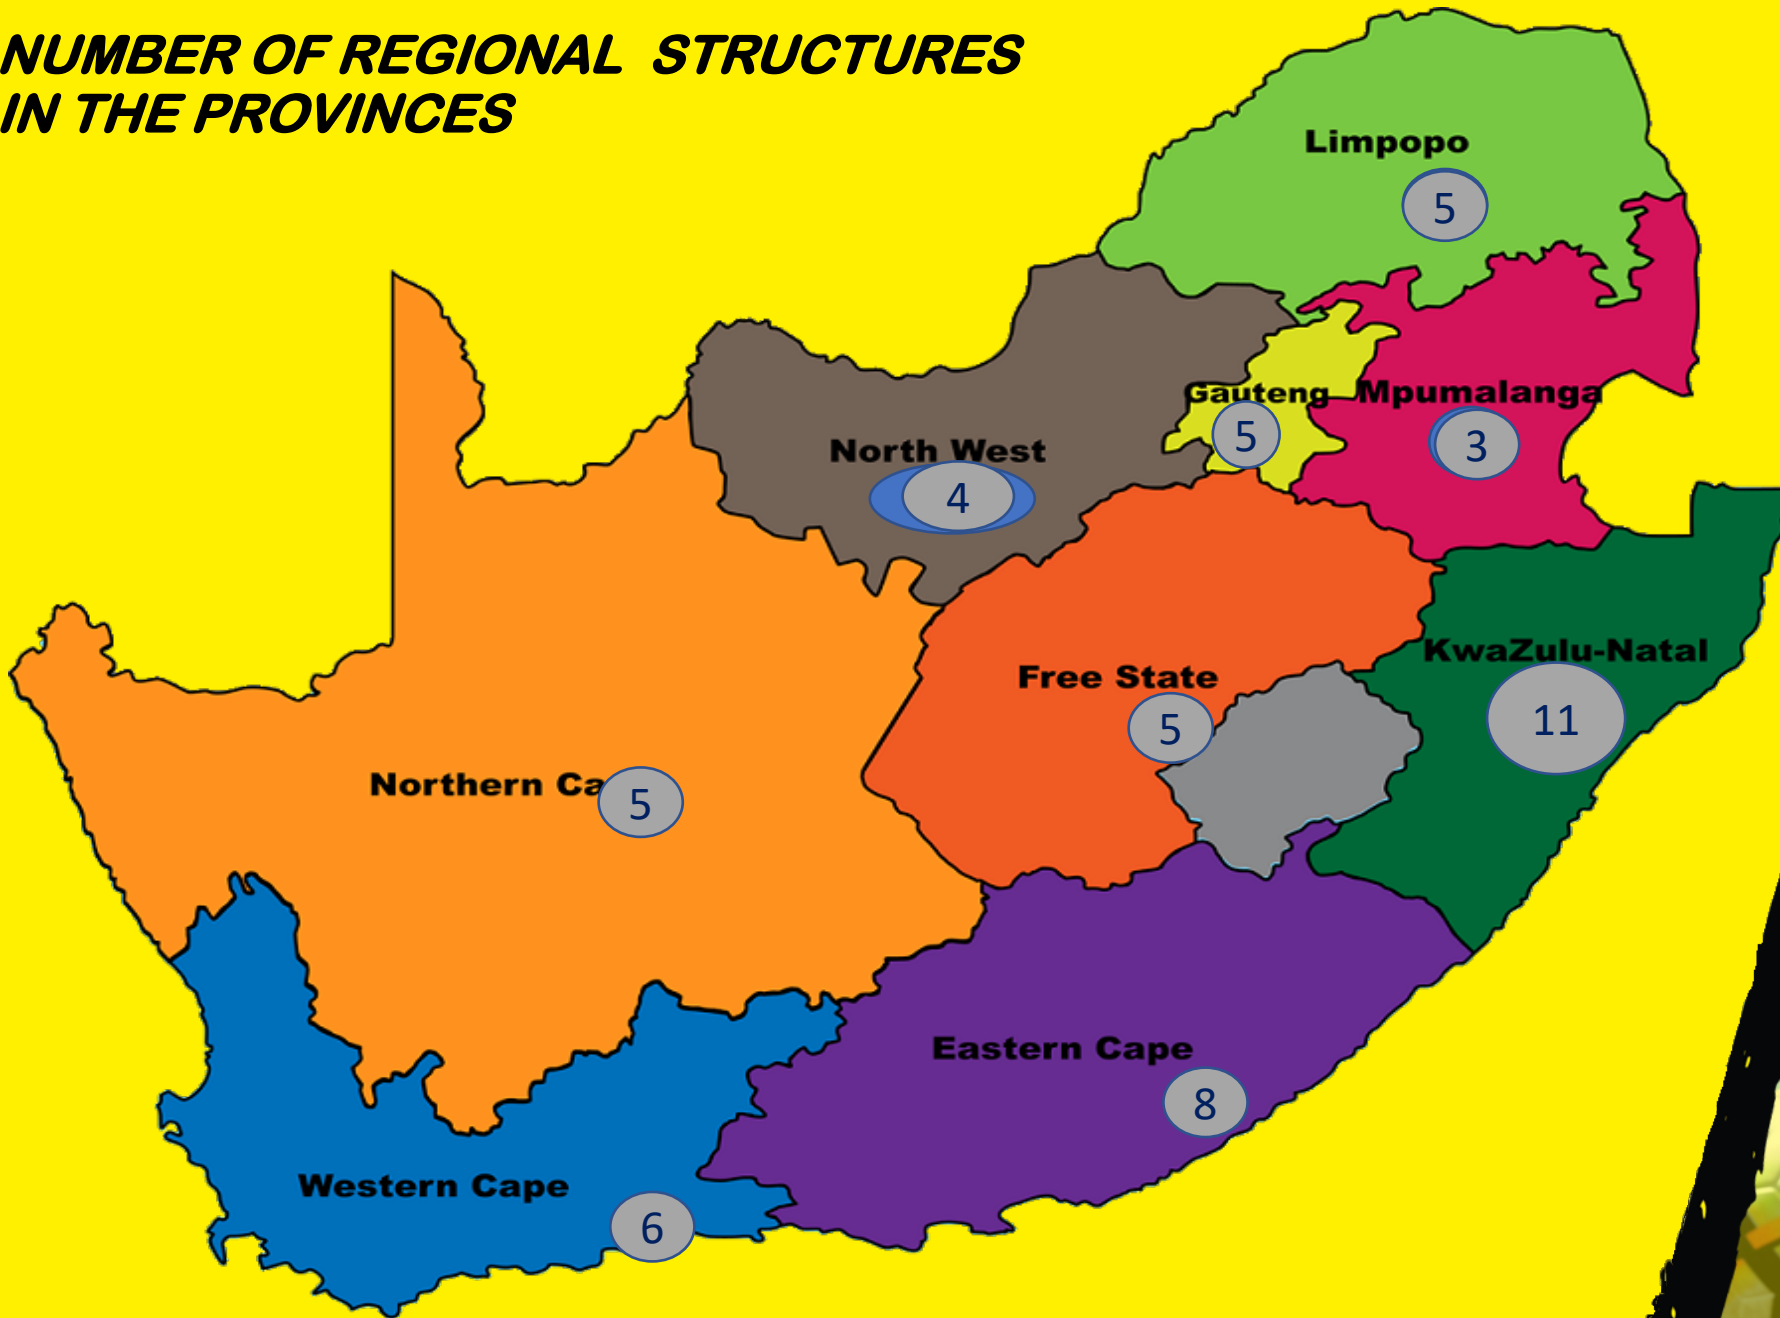 NUMBER OF REGIONAL STRUCTURES
IN THE PROVINCES
Limpopo
5
Gauteng
5
Mpumalanga
3
North West
4
KwaZulu-Natal
11
Free State
5
Northern Ca
5
Eastern Cape
8
Western Cape
6